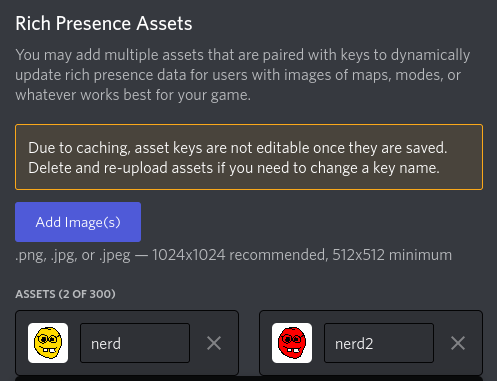 Rich Presence Assets
You may add multiple assets that are paired with keys to dynamically
update rich presence data for users with images of maps, modes, or
whatever works best for your game.
Due to caching, asset keys are not editable once they are saved.
Delete and re-upload assets if you need to change a key name.
Add Image(s)
.png, .jpg, or .jpeg — 1024x1024 recommended, 512x512 minimum
ASSETS (2 OF 300)
nerd
nerd2